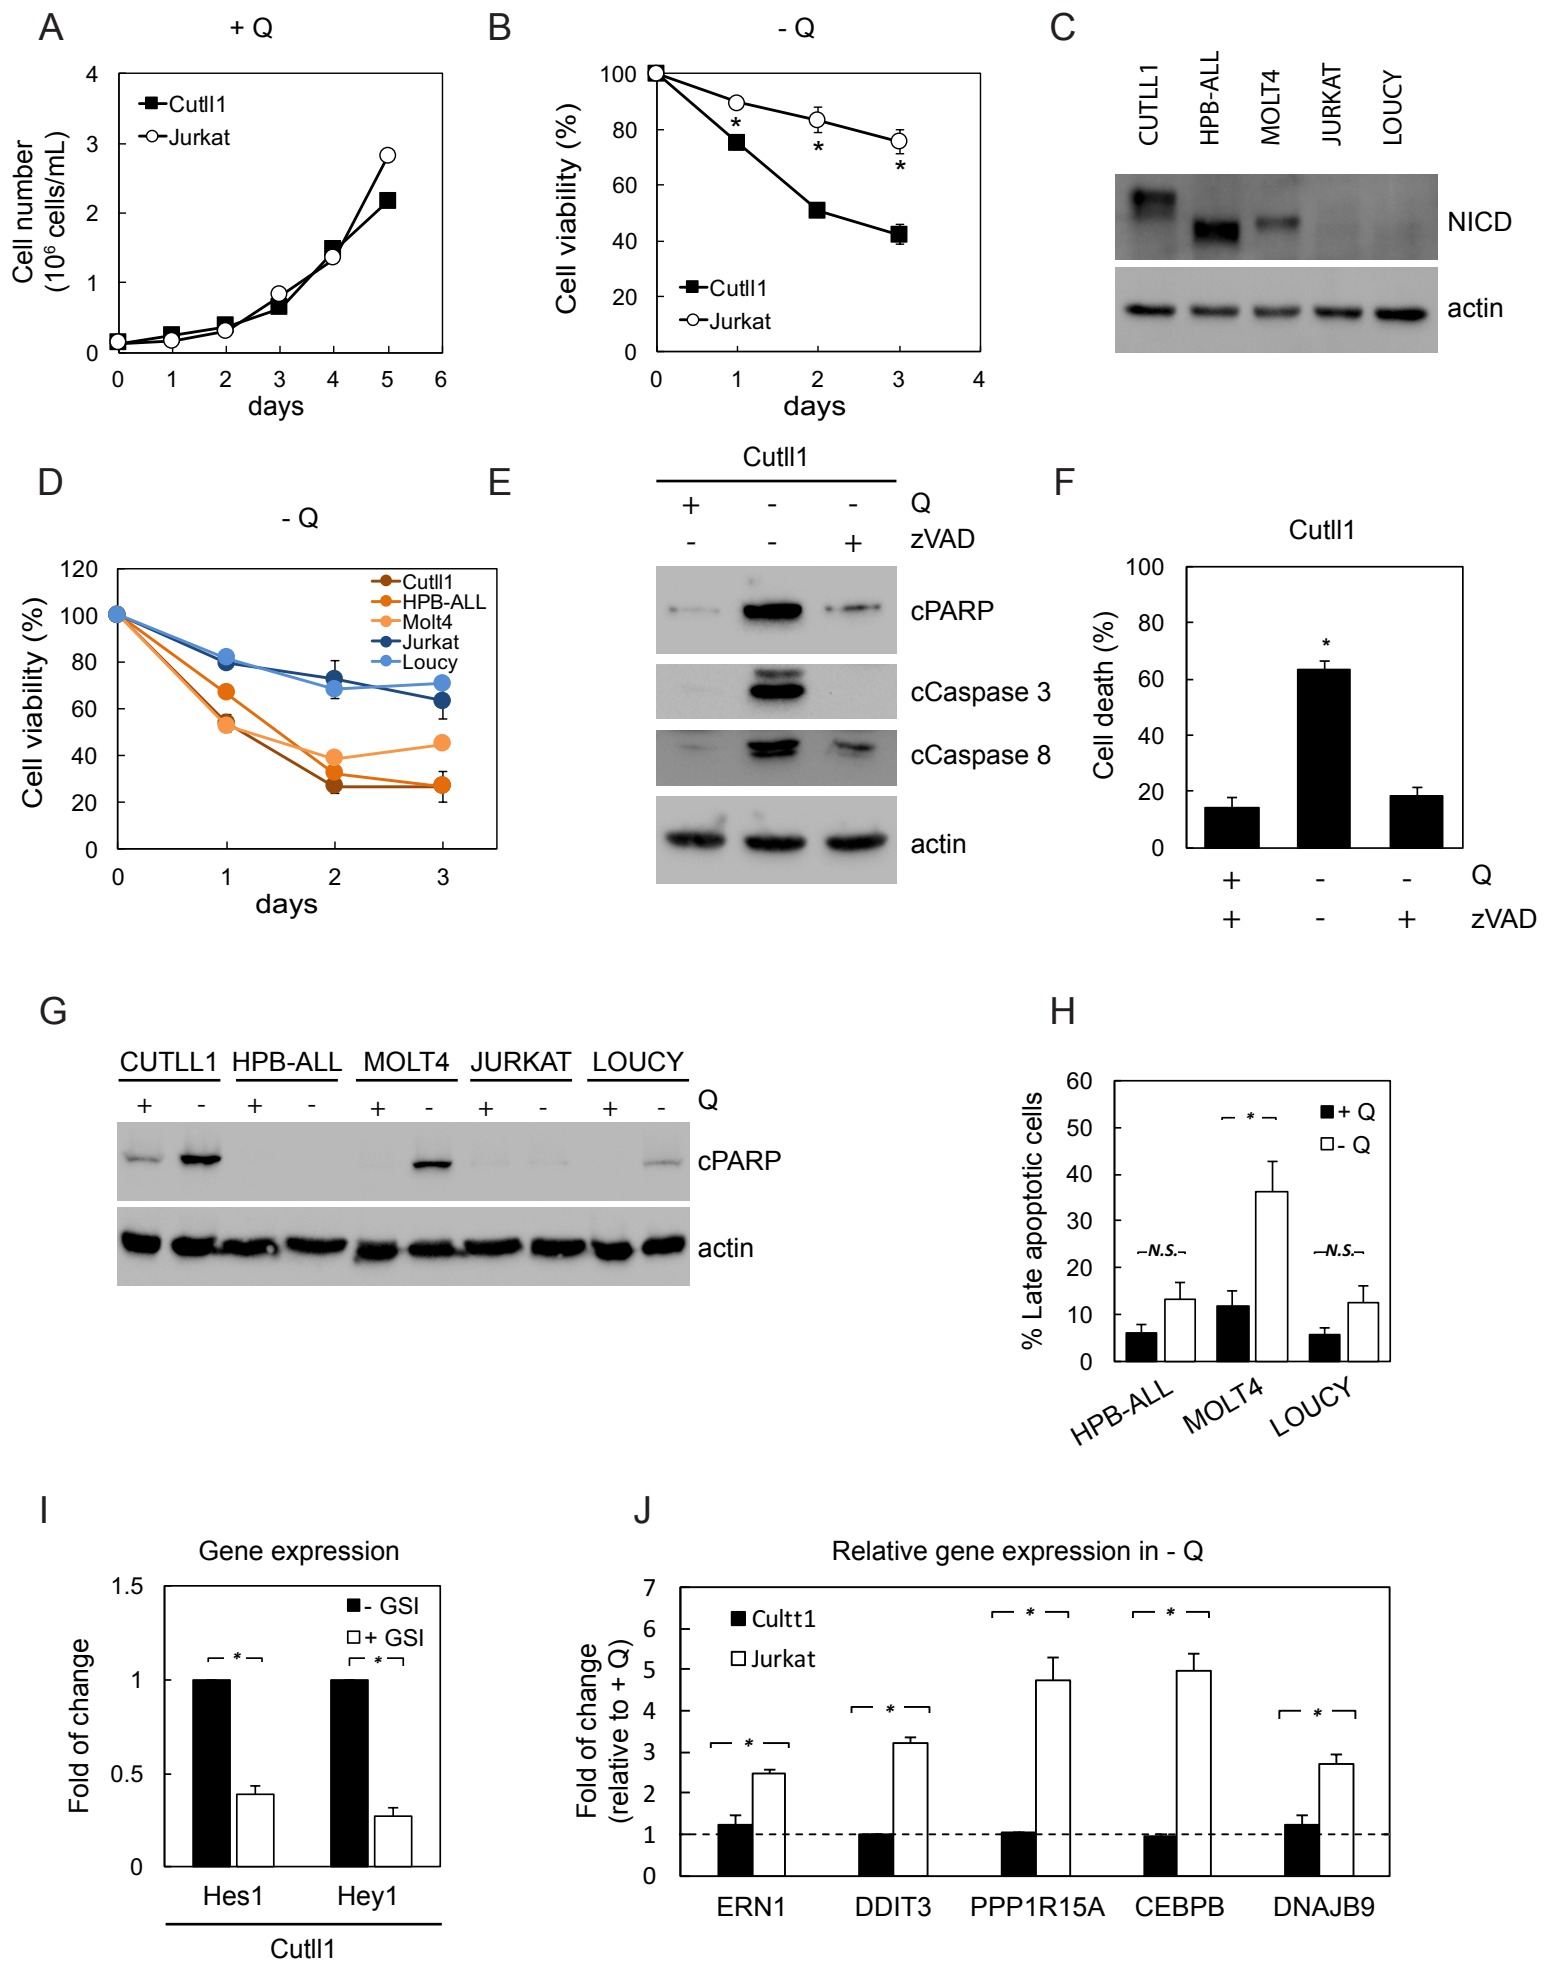 A
+ Q
4
3
2
1
0
0 1 2 3 4 5 6
Cell number
(10⁶ cells/mL)
days
Cutll1
Jurkat
B
- Q
100
80
60
40
20
0
0 1 2 3 4
Cell viability (%)
days
*
*
*
Cutll1
Jurkat
C
CUTLL1
HPB-ALL
MOLT4
JURKAT
LOUCY
NICD
actin
D
- Q
120
100
80
60
40
20
0
0 1 2 3
Cell viability (%)
days
Cutll1
HPB-ALL
Molt4
Jurkat
Loucy
E
Cutll1
+ - - Q
- - + zVAD
cPARP
cCaspase 3
cCaspase 8
actin
F
Cutll1
100
80
60
40
20
0
Cell death (%)
*
+ - - Q
+ - + zVAD
G
CUTLL1 HPB-ALL MOLT4 JURKAT LOUCY
+ - + - + - + - + - Q
cPARP
actin
H
60
50
40
30
20
10
0
% Late apoptotic cells
+ Q
- Q
N.S.
*
N.S.
HPB-ALL
MOLT4
LOUCY
I
Gene expression
1.5
1
0.5
0
Fold of change
- GSI
+ GSI
* *
Hes1 Hey1
Cutll1
J
Relative gene expression in - Q
7
6
5
4
3
2
1
0
Fold of change
(relative to + Q)
Cultt1
Jurkat
* * * * *
ERN1 DDIT3 PPP1R15A CEBPB DNAJB9